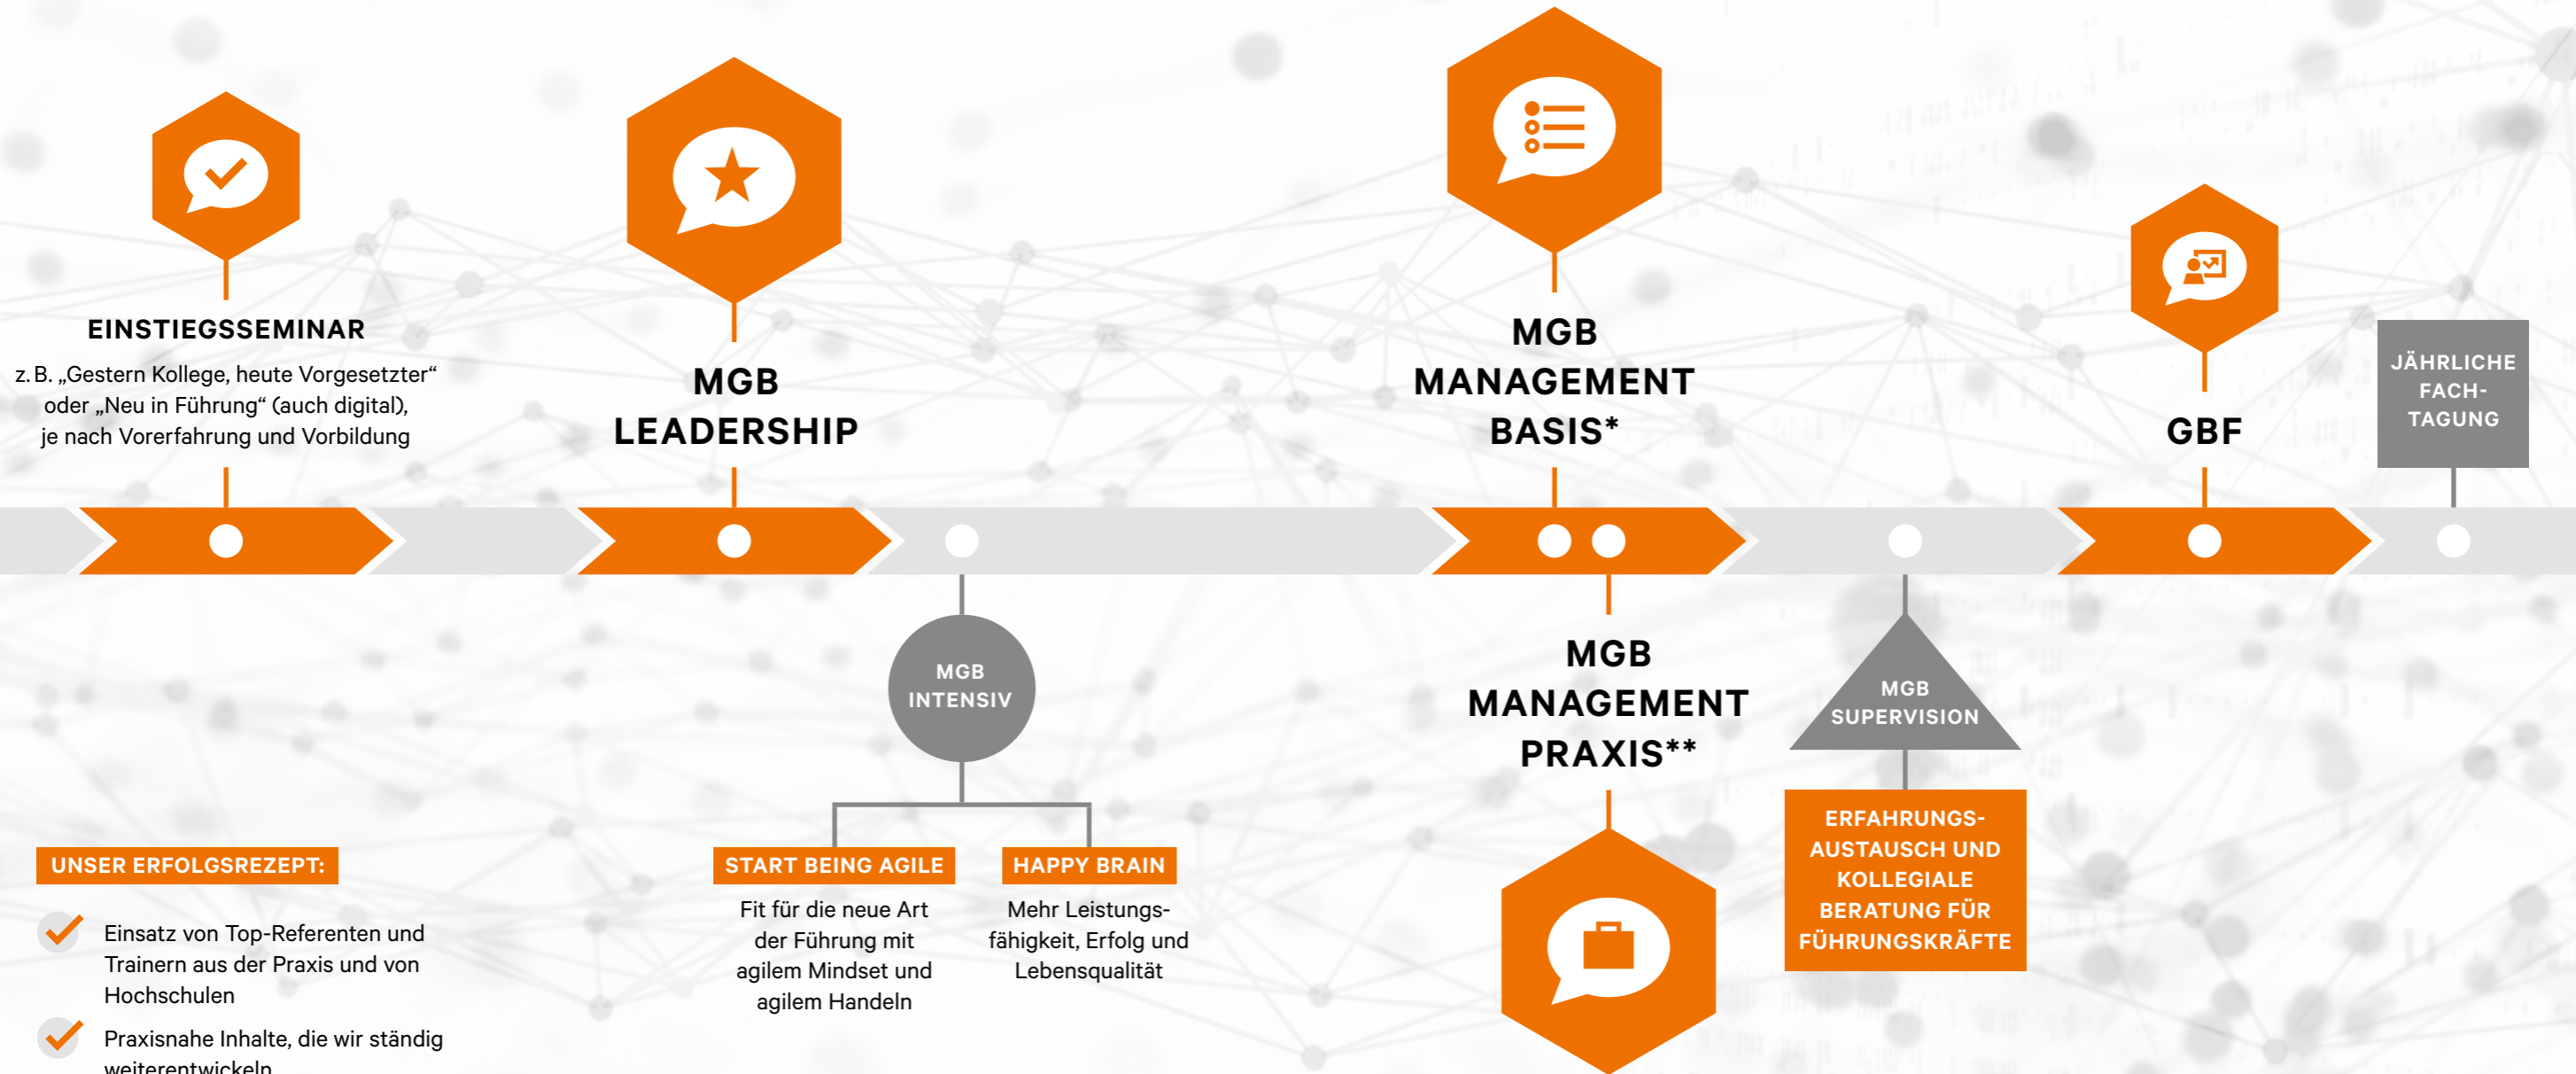 EINSTIEGSSEMINAR
z. B. „Gestern Kollege, heute Vorgesetzter“
oder „Neu in Führung“ (auch digital),
je nach Vorerfahrung und Vorbildung
MGB
LEADERSHIP
MGB
MANAGEMENT
BASIS*
GBF
JÄHRLICHE
FACH-
TAGUNG
MGB
INTENSIV
START BEING AGILE
Fit für die neue Art
der Führung mit
agilem Mindset und
agilem Handeln
HAPPY BRAIN
Mehr Leistungs-
fähigkeit, Erfolg und
Lebensqualität
MGB
MANAGEMENT
PRAXIS**
MGB
SUPERVISION
ERFAHRUNGS-
AUSTAUSCH UND
KOLLEGIALE
BERATUNG FÜR
FÜHRUNGSKRÄFTE
UNSER ERFOLGSREZEPT:
Einsatz von Top-Referenten und
Trainern aus der Praxis und von
Hochschulen
Praxisnahe Inhalte, die wir ständig
weiterentwickeln